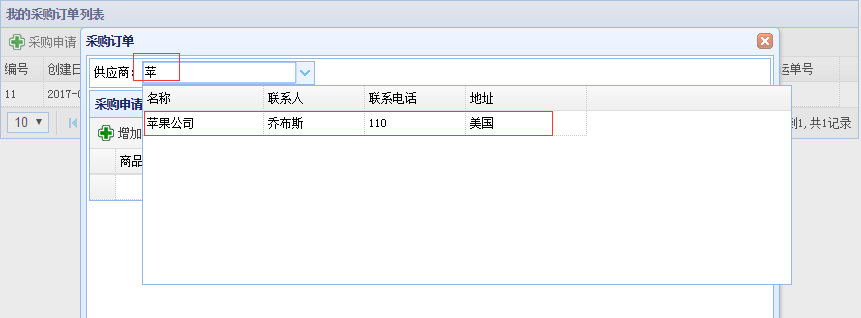 我的采购订单列表
采购申请
采购订单
编号 创建日 运单号
供应商: 苹
名称 联系人 联系电话 地址
11 2017-0
采购申请
苹果公司 乔布斯 110 美国
10 到1,共1记录
增加
商品